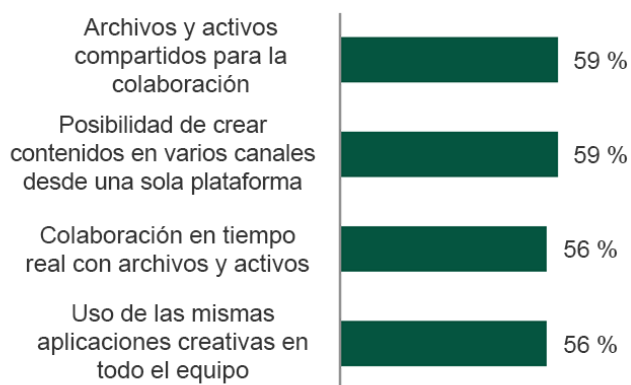 Archivos y activos
compartidos para la
colaboración
59 %
Posibilidad de crear
contenidos en varios canales
desde una sola plataforma
59 %
Colaboración en tiempo
real con archivos y activos
56 %
Uso de las mismas
aplicaciones creativas en
todo el equipo
56 %